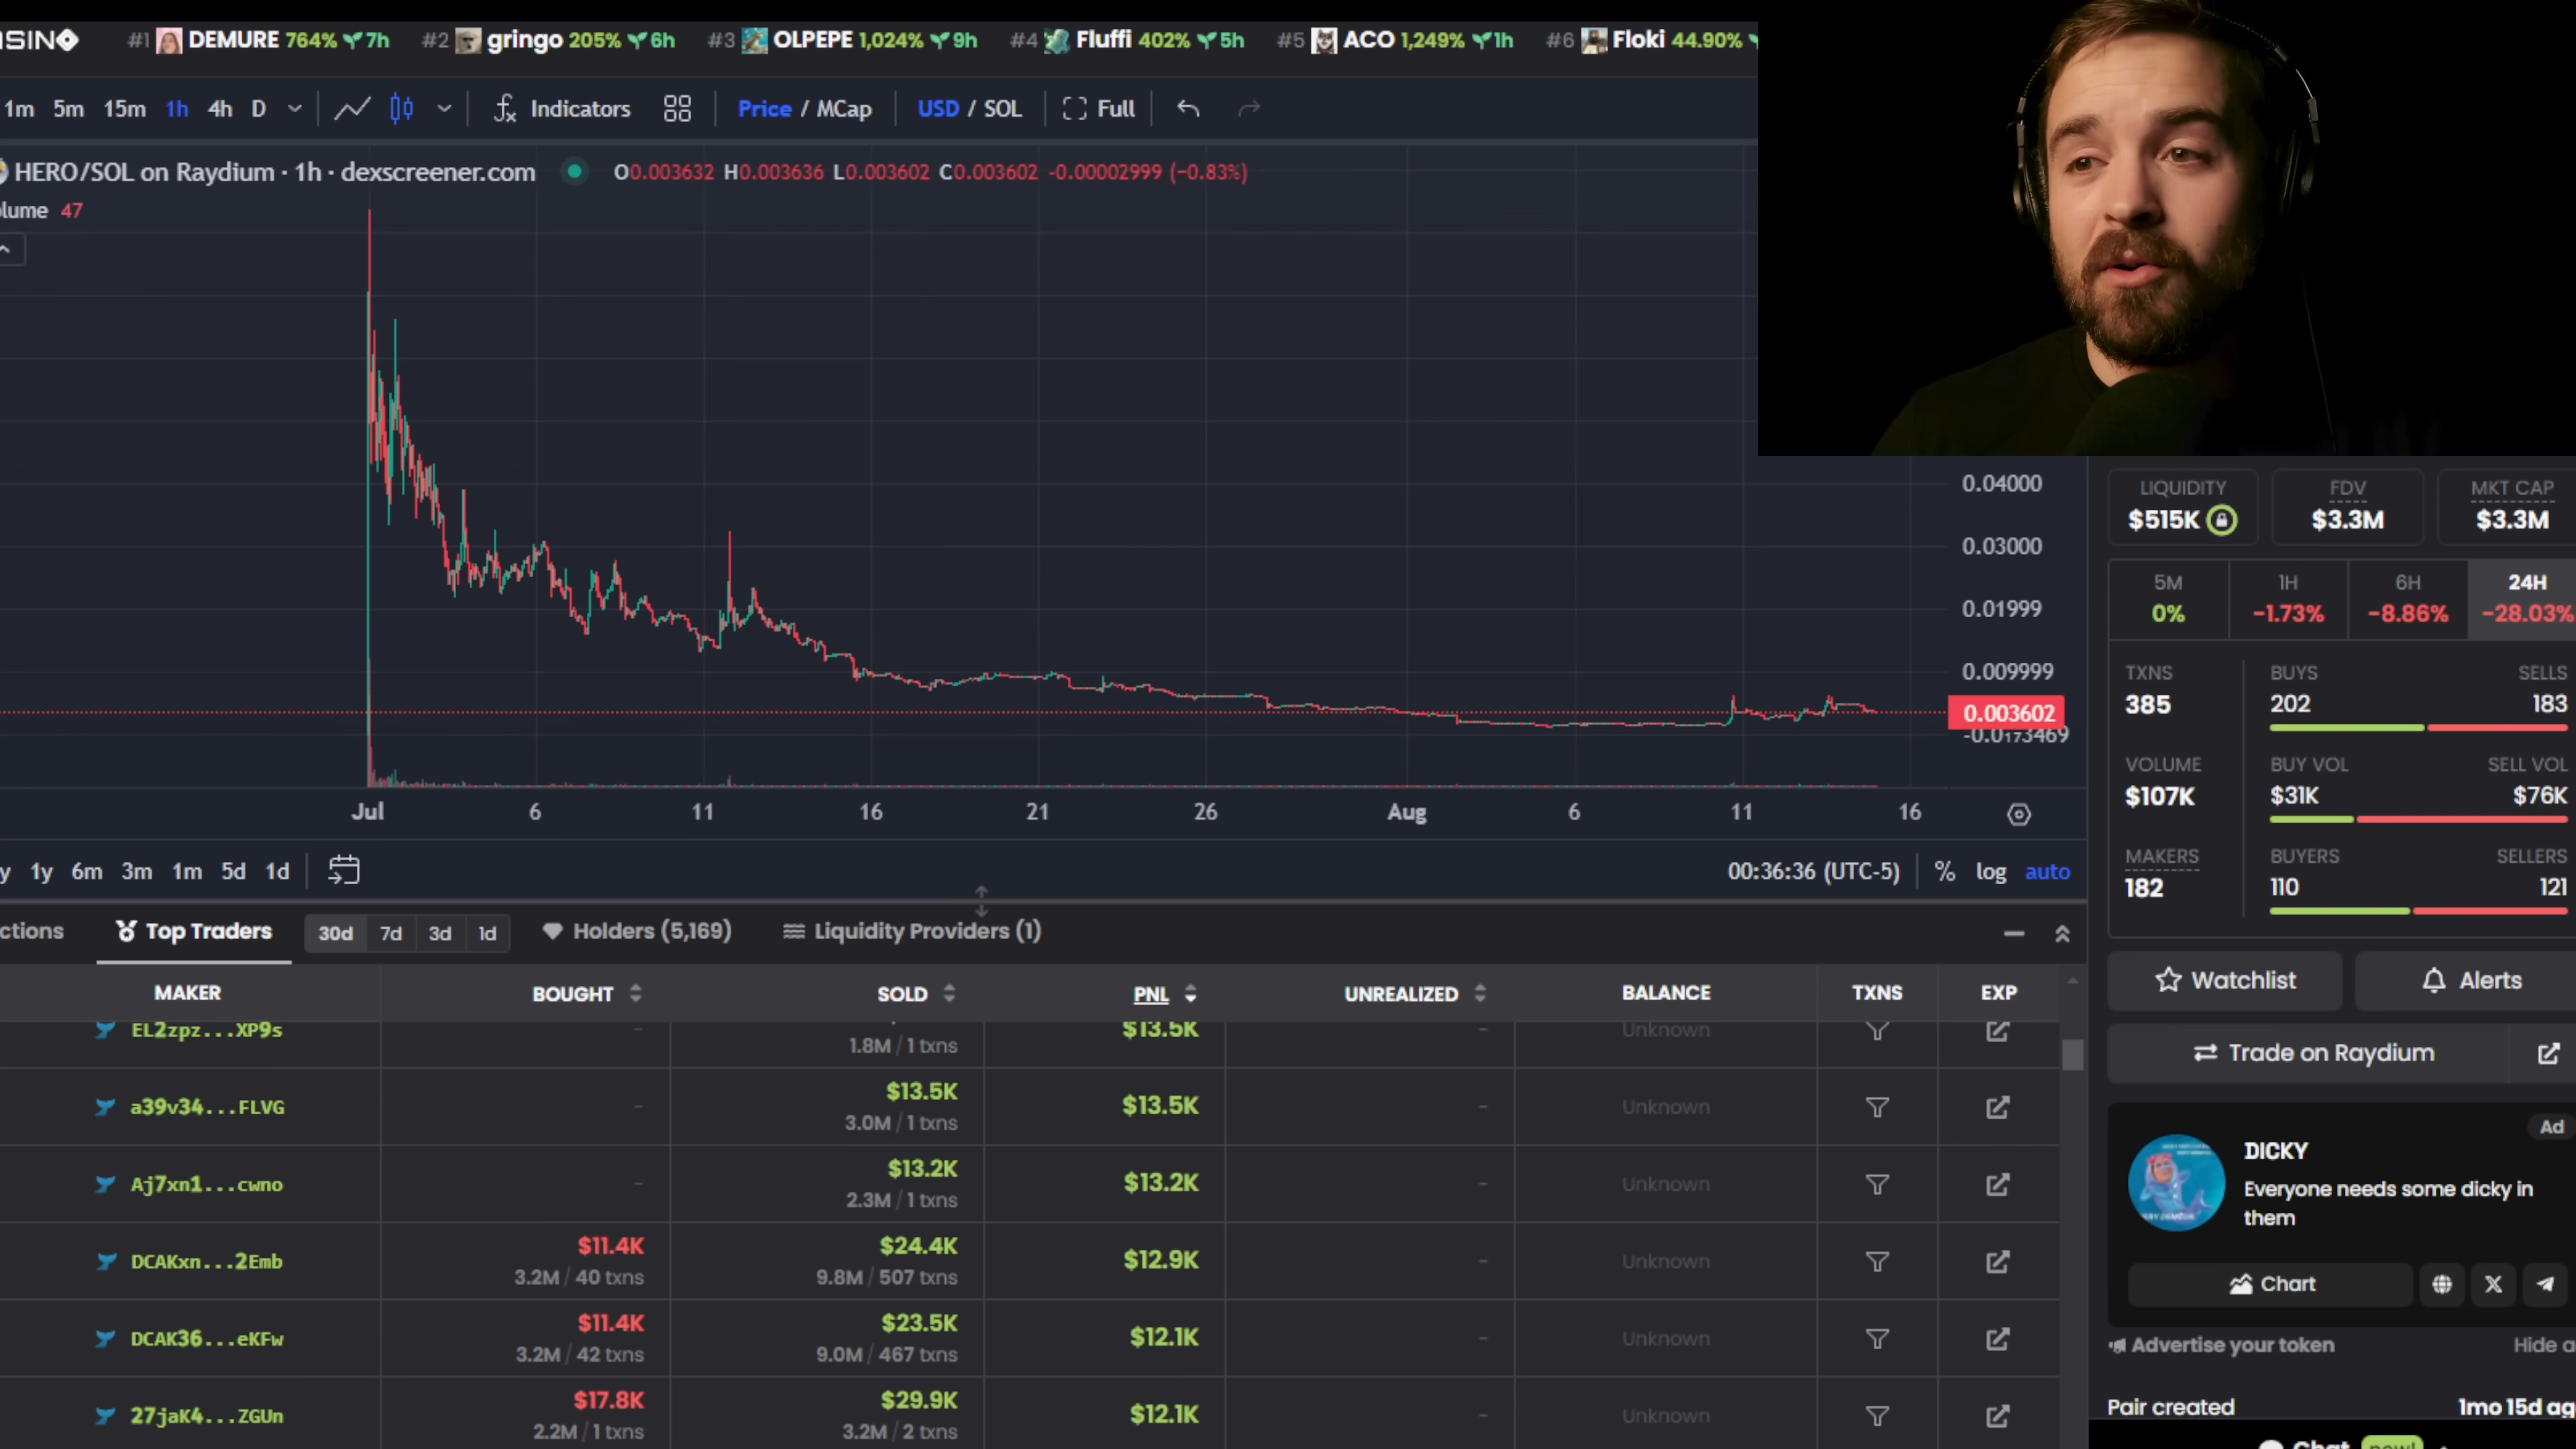 SINO
#1 DEMURE 764% 7h #2 gringo 205% 6h #3 OLPEPE 1,024% 9h #4 Fluffi 402% 5h #5 ACO 1,249% 1h #6 Floki 44.90%
1m 5m 15m 1h 4h D Indicators Price / MCap USD / SOL Full
HERO/SOL on Raydium · 1h · dexscreener.com O0.003632 H0.003636 L0.003602 C0.003602 -0.00002999 (−0.83%)
olume 47
0.04000
0.03000
0.01999
0.009999
0.003602
-0.0₁₇3469
Jul 6 11 16 21 26 Aug 6 11 16
y 1y 6m 3m 1m 5d 1d 00:36:36 (UTC-5) % log auto
ctions Top Traders 30d 7d 3d 1d Holders (5,169) Liquidity Providers (1)
MAKER BOUGHT SOLD PNL UNREALIZED BALANCE TXNS EXP
EL2zpz...XP9s - $13.5K - Unknown
1.8M / 1 txns
a39v34...FLVG - $13.5K $13.5K - Unknown
3.0M / 1 txns
Aj7xn1...cwno - $13.2K $13.2K - Unknown
2.3M / 1 txns
DCAKxn...2Emb $11.4K $24.4K $12.9K - Unknown
3.2M / 40 txns 9.8M / 507 txns
DCAK36...eKFw $11.4K $23.5K $12.1K - Unknown
3.2M / 42 txns 9.0M / 467 txns
27jaK4...ZGUn $17.8K $29.9K $12.1K - Unknown
2.2M / 1 txns 3.2M / 2 txns
LIQUIDITY FDV MKT CAP
$515K $3.3M $3.3M
5M 1H 6H 24H
0% -1.73% -8.86% -28.03%
TXNS BUYS SELLS
385 202 183
VOLUME BUY VOL SELL VOL
$107K $31K $76K
MAKERS BUYERS SELLERS
182 110 121
Watchlist Alerts
Trade on Raydium
Ad
DICKY
Everyone needs some dicky in
them
Chart
Advertise your token Hide a
Pair created 1mo 15d ag
Chat new!